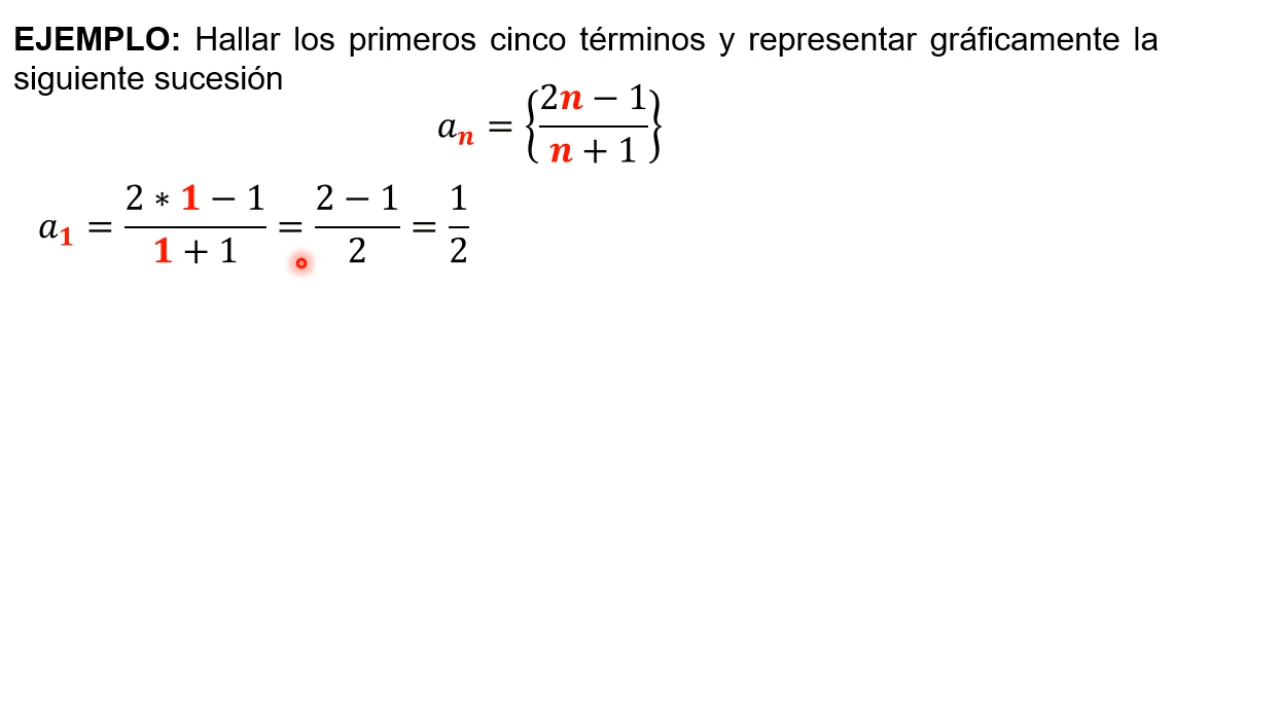 EJEMPLO: Hallar los primeros cinco términos y representar gráficamente la
siguiente sucesión
aₙ = {(2n − 1)/(n + 1)}
a₁ = (2 ∗ 1 − 1)/(1 + 1) = (2 − 1)/2 = 1/2